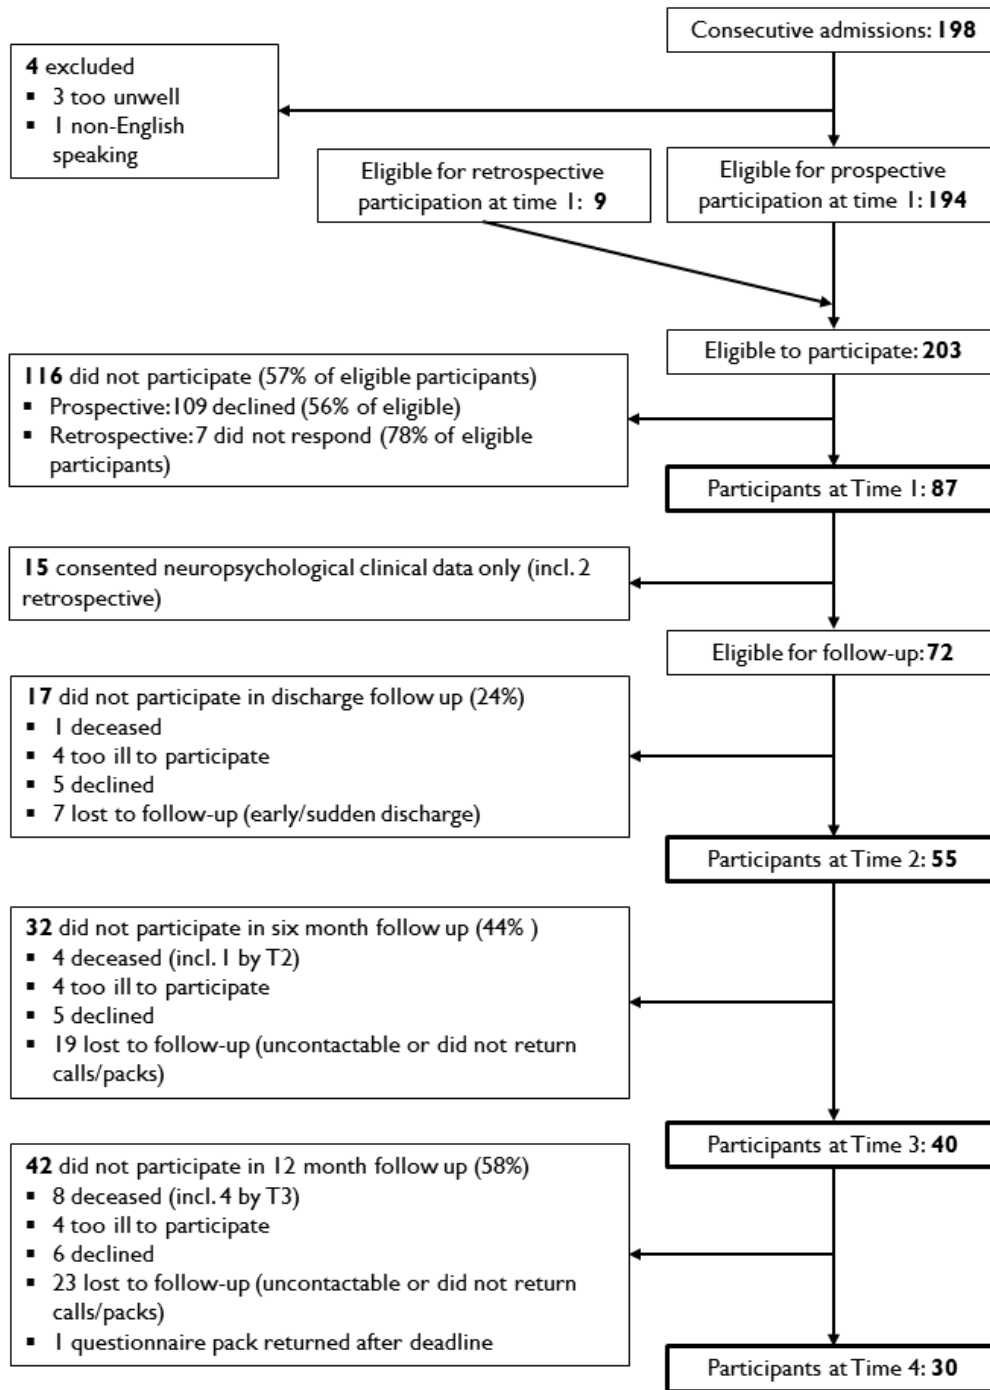 Consecutive admissions: 198
4 excluded
▪ 3 too unwell
▪ 1 non-English
speaking
Eligible for retrospective
participation at time 1: 9
Eligible for prospective
participation at time 1: 194
Eligible to participate: 203
116 did not participate (57% of eligible participants)
▪ Prospective: 109 declined (56% of eligible)
▪ Retrospective: 7 did not respond (78% of eligible
participants)
Participants at Time 1: 87
15 consented neuropsychological clinical data only (incl. 2
retrospective)
Eligible for follow-up: 72
17 did not participate in discharge follow up (24%)
▪ 1 deceased
▪ 4 too ill to participate
▪ 5 declined
▪ 7 lost to follow-up (early/sudden discharge)
Participants at Time 2: 55
32 did not participate in six month follow up (44% )
▪ 4 deceased (incl. 1 by T2)
▪ 4 too ill to participate
▪ 5 declined
▪ 19 lost to follow-up (uncontactable or did not return
calls/packs)
Participants at Time 3: 40
42 did not participate in 12 month follow up (58%)
▪ 8 deceased (incl. 4 by T3)
▪ 4 too ill to participate
▪ 6 declined
▪ 23 lost to follow-up (uncontactable or did not return
calls/packs)
▪ 1 questionnaire pack returned after deadline
Participants at Time 4: 30